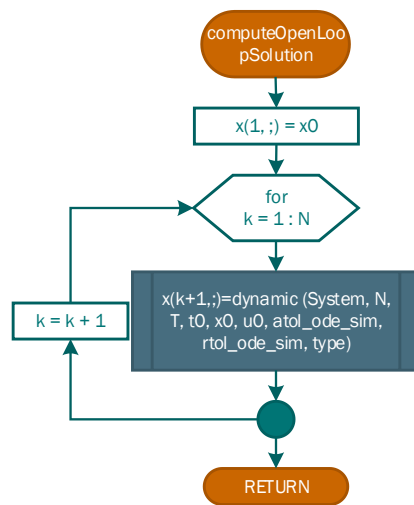 computeOpenLoo
pSolution
x(1,:) = x0
for
k = 1 : N
x(k+1,:)=dynamic (System, N,
T, t0, x0, u0, atol_ode_sim,
rtol_ode_sim, type)
k = k + 1
RETURN